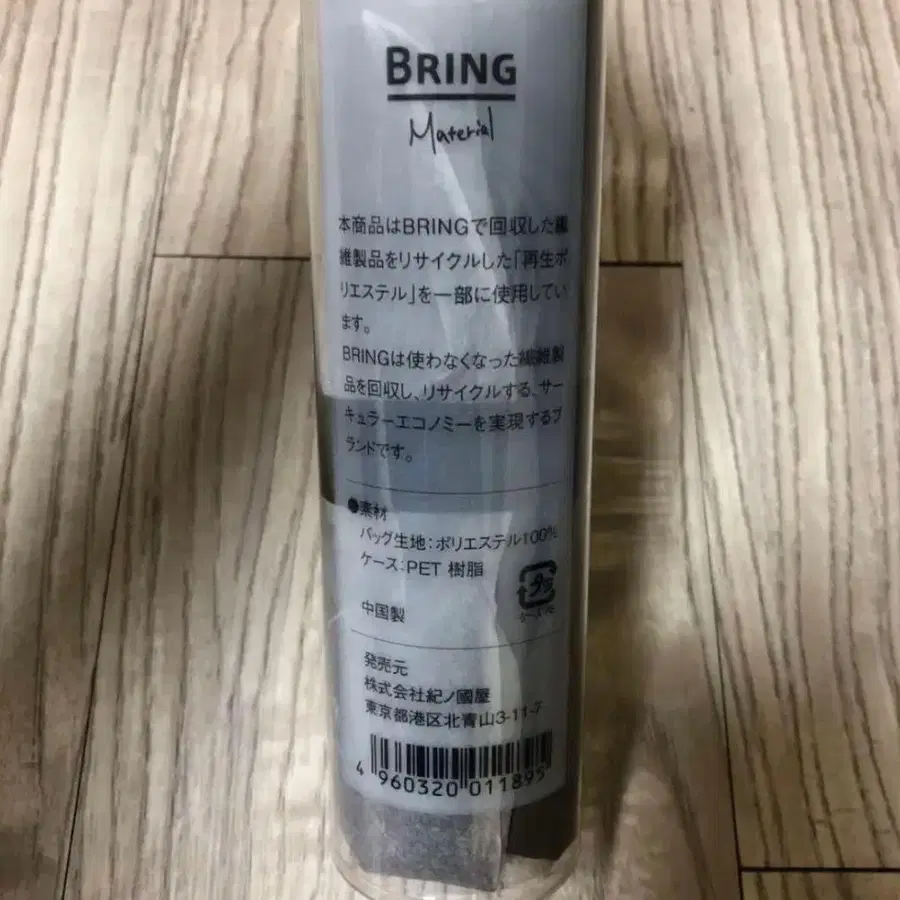 BRING
Material
本商品はBRINGで回収した繊
維製品をリサイクルした「再生ポ
リエステル」を一部に使用してい
ます。
BRINGは使わなくなった繊維製
品を回収し、リサイクルする、サー
キュラーエコノミーを実現するブ
ランドです。
●素材
バッグ生地：ポリエステル100%
ケース：PET 樹脂
プラ
中国製
発売元
株式会社紀ノ國屋
東京都港区北青山3-11-7
4 960320 011895